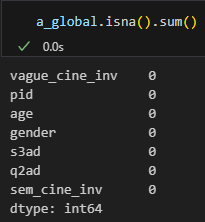 a_global.isna().sum()
0.0s
vague_cine_inv 0
pid 0
age 0
gender 0
s3ad 0
q2ad 0
sem_cine_inv 0
dtype: int64